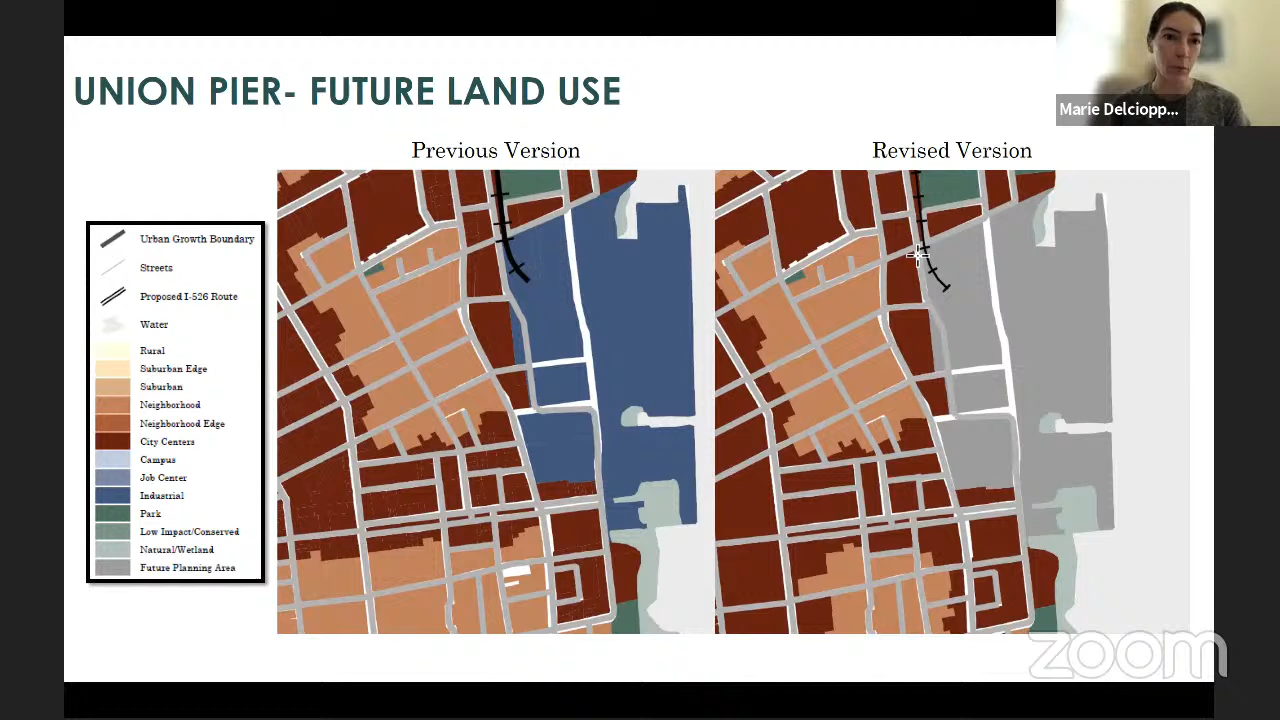 UNION PIER- FUTURE LAND USE
Marie Delciopp...
Previous Version
Revised Version
Urban Growth Boundary
Streets
Proposed I-526 Route
Water
Rural
Suburban Edge
Suburban
Neighborhood
Neighborhood Edge
City Centers
Campus
Job Center
Industrial
Park
Low Impact/Conserved
Natural/Wetland
Future Planning Area
zoom